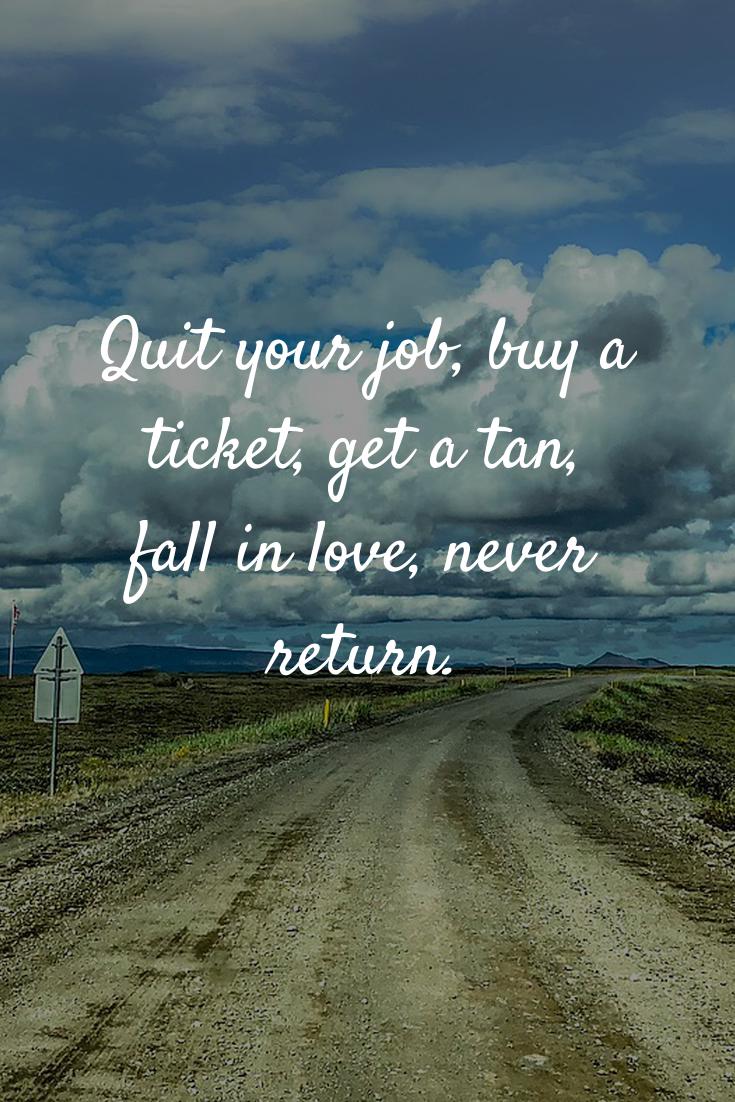 Quit your job, buy a
ticket, get a tan,
fall in love, never
return.